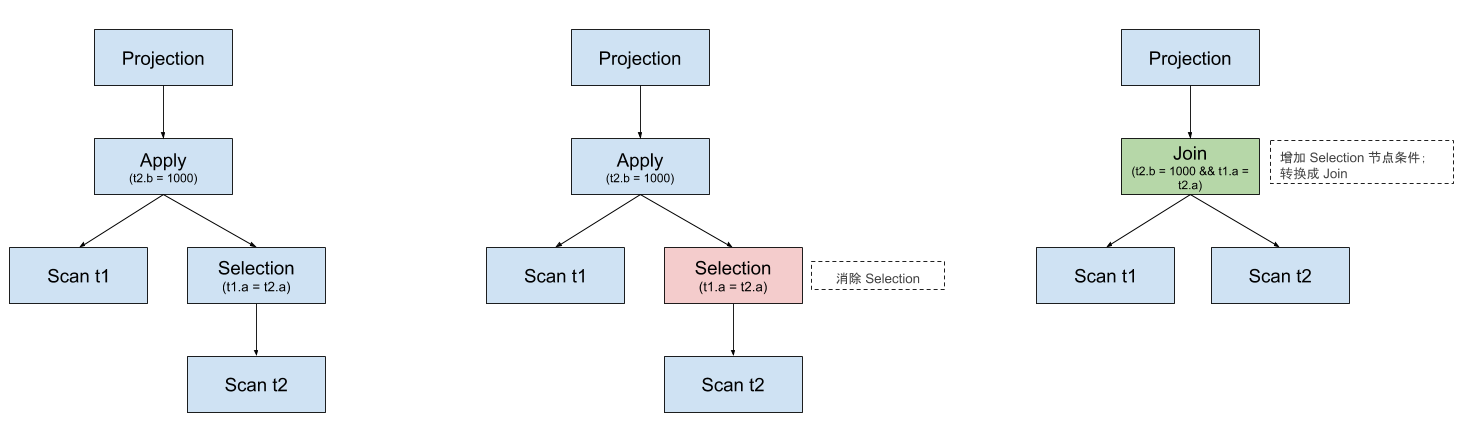 Projection
Apply
(t2.b = 1000)
Scan t1
Selection
(t1.a = t2.a)
Scan t2
Projection
Apply
(t2.b = 1000)
Scan t1
Selection
(t1.a = t2.a)
消除 Selection
Scan t2
Projection
Join
(t2.b = 1000 && t1.a =
t2.a)
增加 Selection 节点条件;
转换成 Join
Scan t1
Scan t2